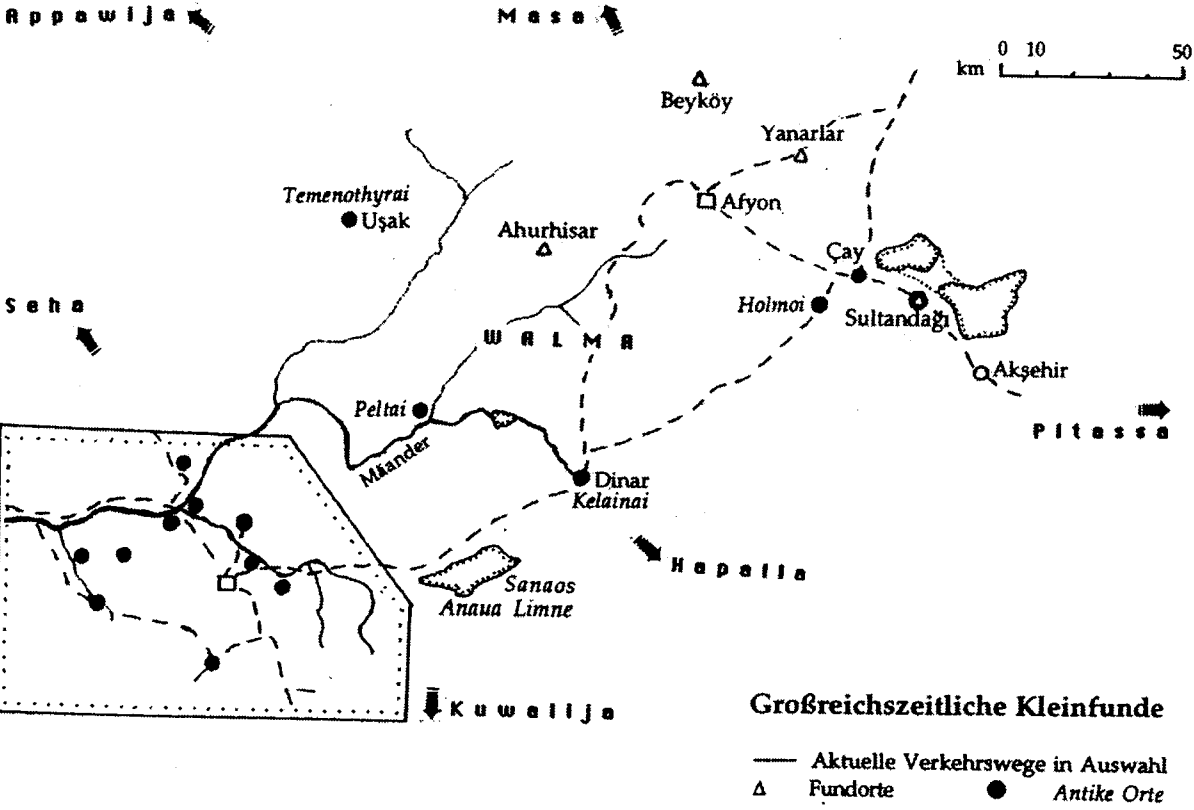 Appawija
Masa
0 10 50
km
Beyköy
Yanarlar
Temenothyrai
Uşak
Afyon
Ahurhisar
Çay
Seha
Holmoi
Sultandağı
WALMA
Akşehir
Peltai
Pitassa
Mäander
Dinar
Kelainai
Hapalla
Sanaos
Anaua Limne
Kuwalija
Großreichszeitliche Kleinfunde
Aktuelle Verkehrswege in Auswahl
Fundorte
Antike Orte